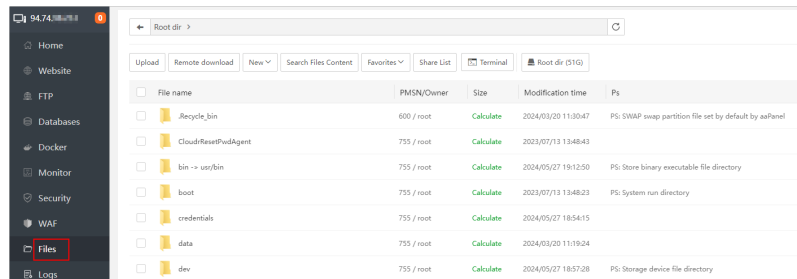 94.74. 0
Root dir >
Home
Upload Remote download New Search Files Content Favorites Share List Terminal Root dir (51G)
Website
File name PMSN/Owner Size Modification time Ps
FTP
.Recycle_bin 600 / root Calculate 2024/03/20 11:30:47 PS: SWAP swap partition file set by default by aaPanel
Databases
CloudrResetPwdAgent 755 / root Calculate 2023/07/13 13:48:43
Docker
bin -> usr/bin 755 / root Calculate 2024/05/27 19:12:50 PS: Store binary executable file directory
Monitor
boot 755 / root Calculate 2023/07/13 13:48:23 PS: System run directory
Security
credentials 755 / root Calculate 2024/05/27 18:54:15
WAF
data 755 / root Calculate 2024/03/20 11:19:24
Files
dev 755 / root Calculate 2024/05/27 18:57:28 PS: Storage device file directory
Logs